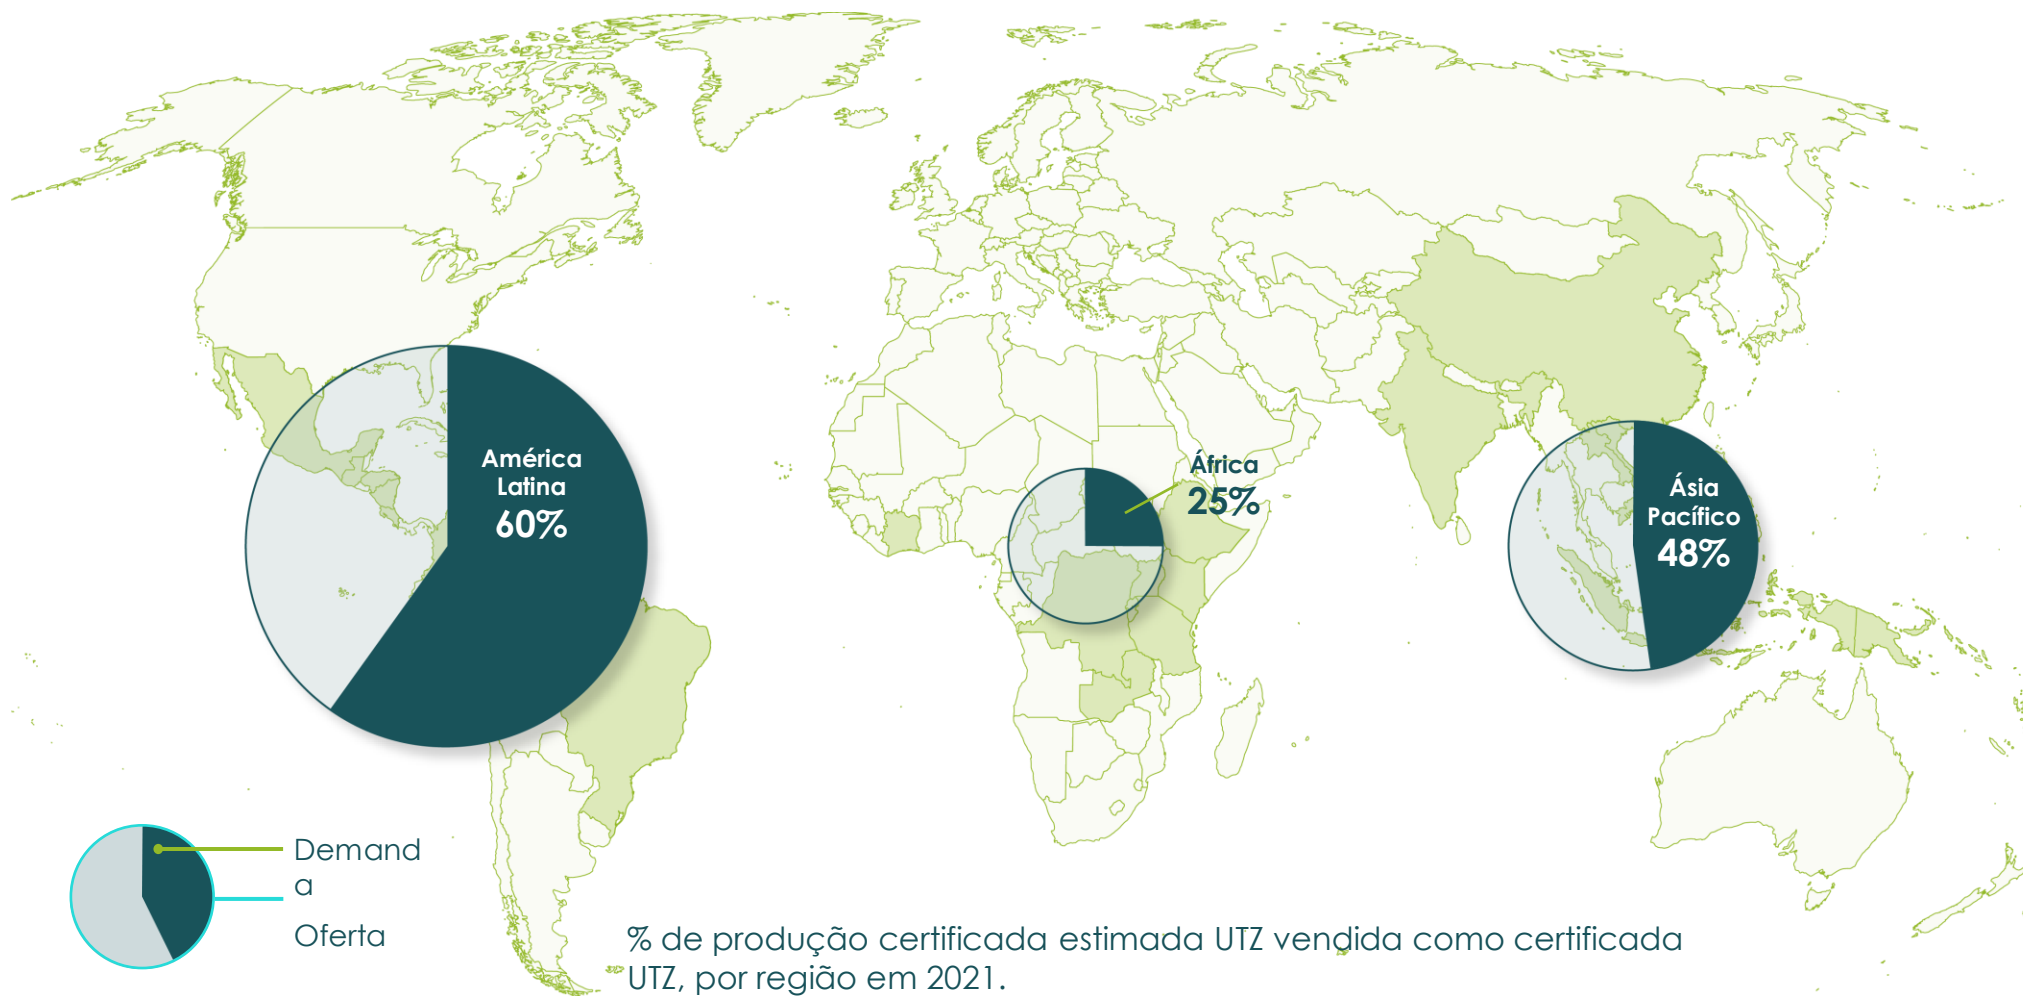 América
Latina
60%
África
25%
Ásia
Pacífico
48%
Demand
a
Oferta
% de produção certificada estimada UTZ vendida como certificada
UTZ, por região em 2021.